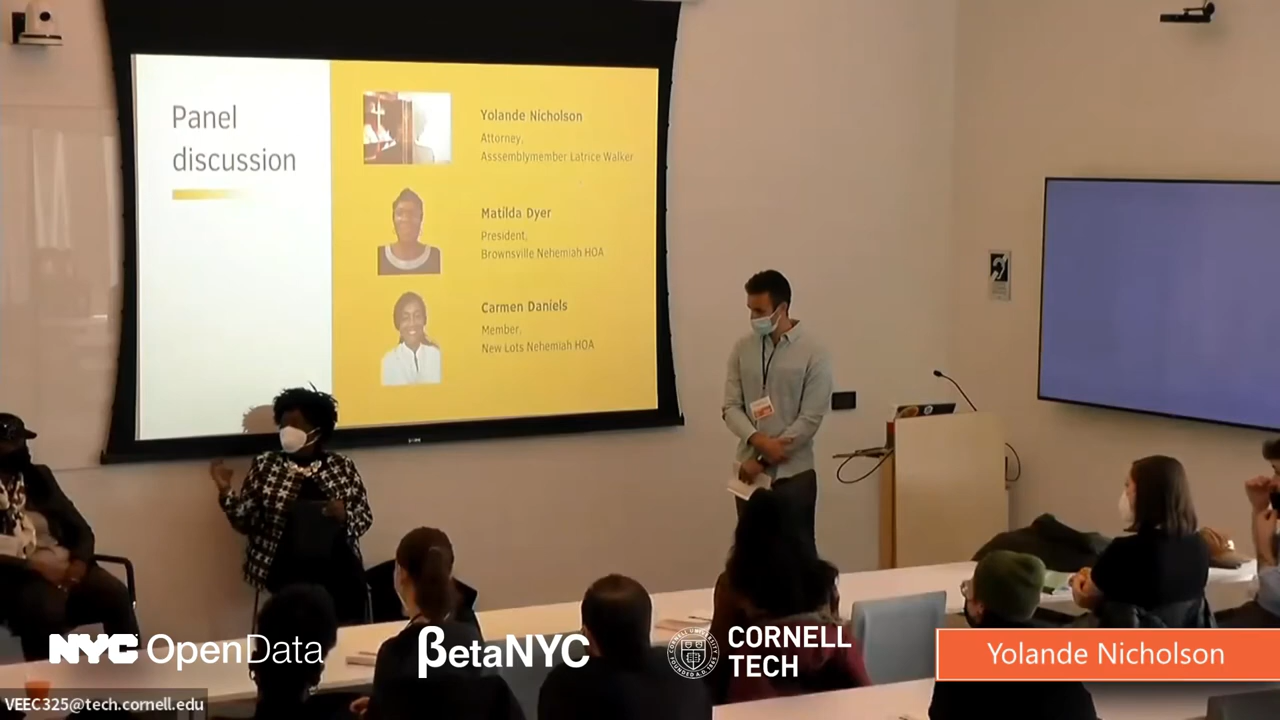 Panel
discussion
Yolande Nicholson
Attorney,
Asssemblymember Latrice Walker
Matilda Dyer
President,
Brownsville Nehemiah HOA
Carmen Daniels
Member,
New Lots Nehemiah HOA
NYC OpenData
βetaNYC
CORNELL
TECH
Yolande Nicholson
VEEC325@tech.cornell.edu